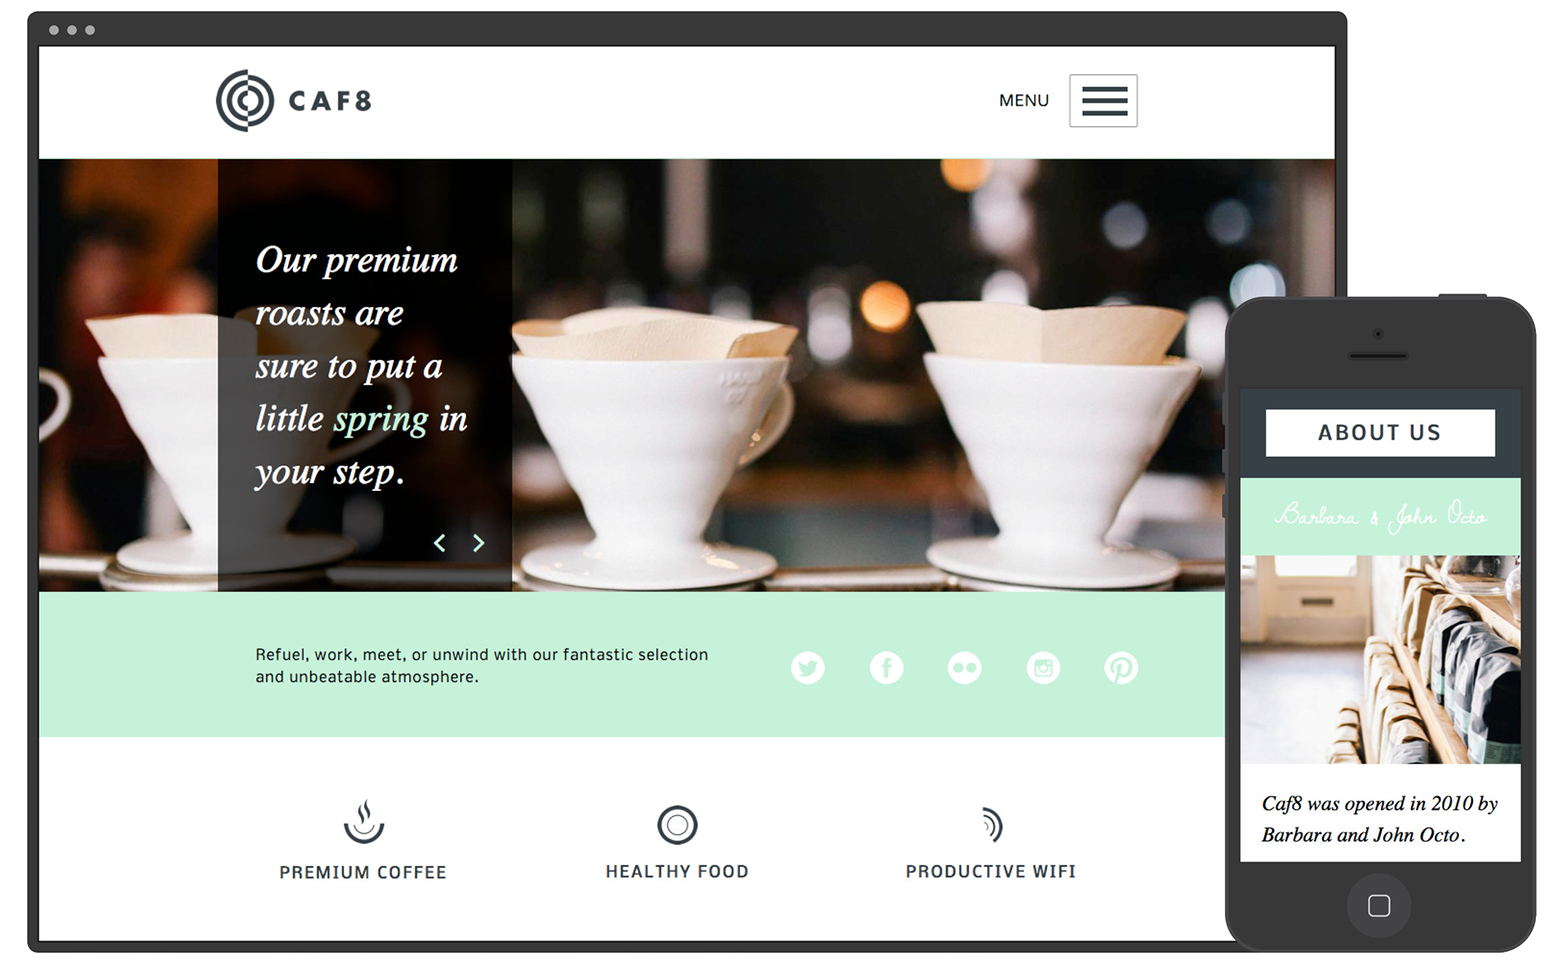 CAF8
MENU
Our premium
roasts are
sure to put a
little spring in
your step.
Refuel, work, meet, or unwind with our fantastic selection
and unbeatable atmosphere.
PREMIUM COFFEE
HEALTHY FOOD
PRODUCTIVE WIFI
ABOUT US
Barbara & John Octo
Caf8 was opened in 2010 by
Barbara and John Octo.